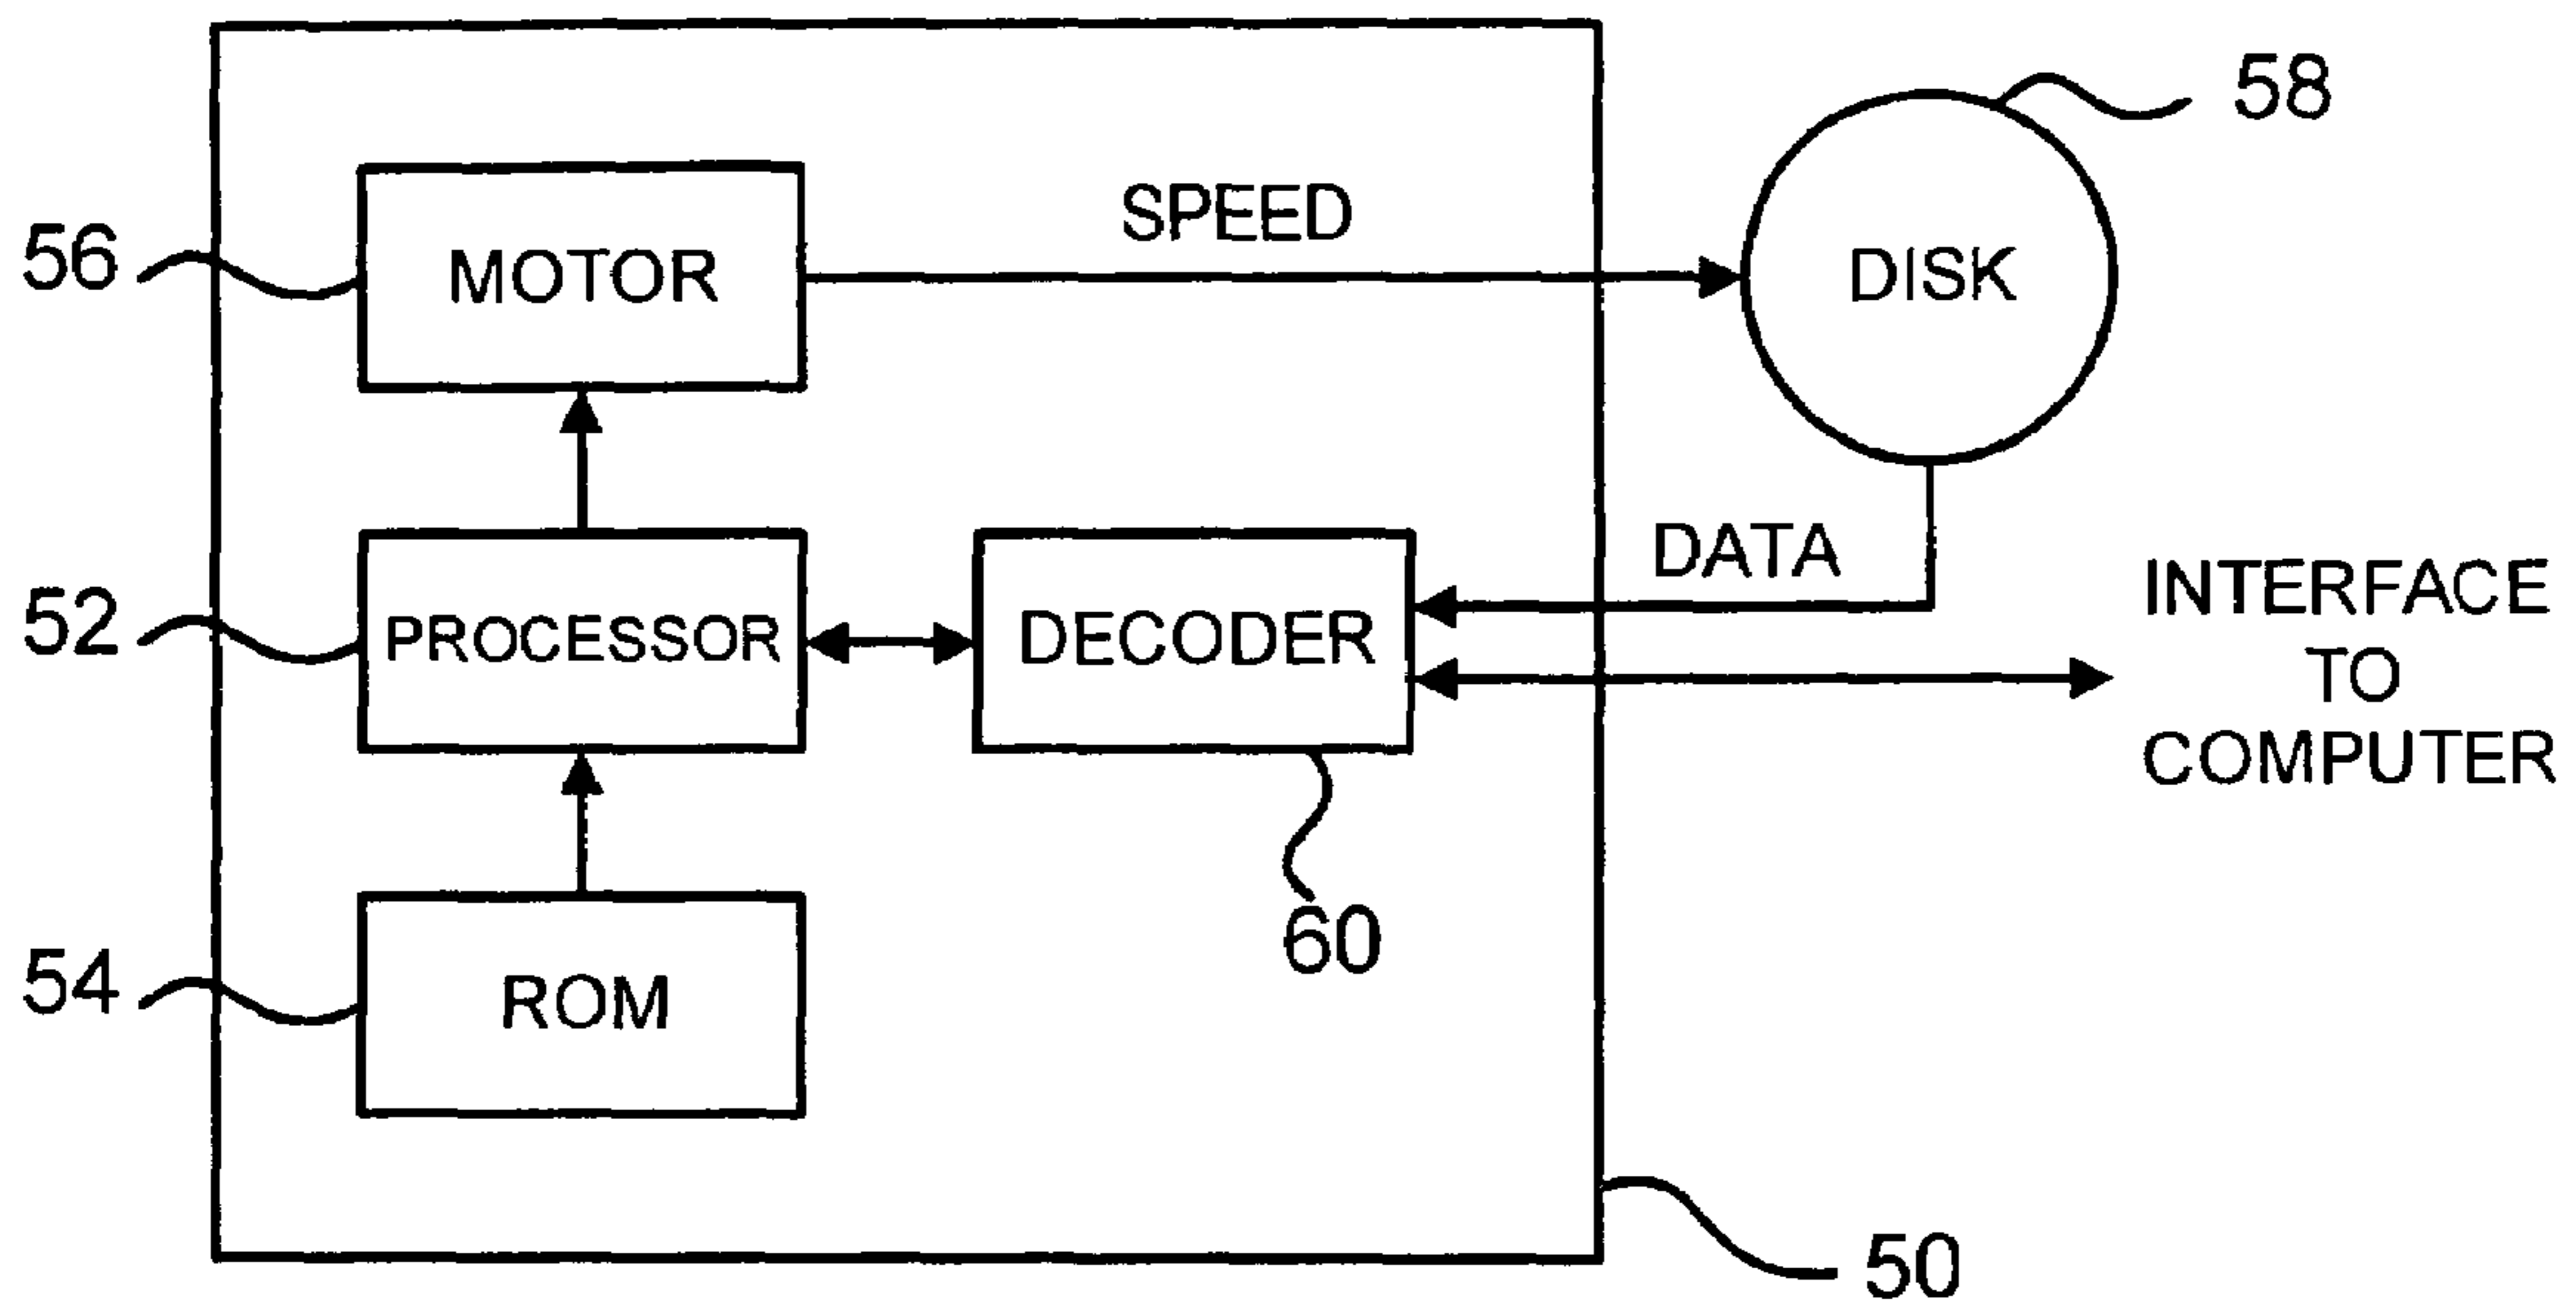 58
SPEED
56
MOTOR
DISK
DATA
INTERFACE
TO
COMPUTER
52
PROCESSOR
DECODER
60
54
ROM
50